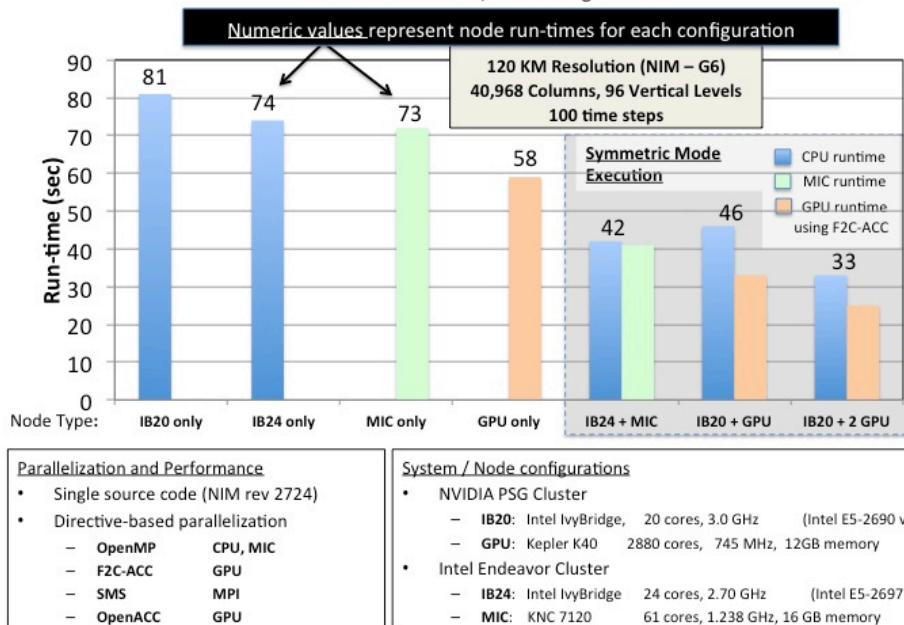 Numeric values represent node run-times for each configuration
120 KM Resolution (NIM – G6)
40,968 Columns, 96 Vertical Levels
100 time steps
Run-time (sec)
90
80
70
60
50
40
30
20
10
0
81
74
73
58
42
46
33
Symmetric Mode
Execution
CPU runtime
MIC runtime
GPU runtime
using F2C-ACC
Node Type: IB20 only IB24 only MIC only GPU only IB24 + MIC IB20 + GPU IB20 + 2 GPU
Parallelization and Performance
• Single source code (NIM rev 2724)
• Directive-based parallelization
– OpenMP CPU, MIC
– F2C-ACC GPU
– SMS MPI
– OpenACC GPU
System / Node configurations
• NVIDIA PSG Cluster
– IB20: Intel IvyBridge, 20 cores, 3.0 GHz (Intel E5-2690 v
– GPU: Kepler K40 2880 cores, 745 MHz, 12GB memory
• Intel Endeavor Cluster
– IB24: Intel IvyBridge 24 cores, 2.70 GHz (Intel E5-2697
– MIC: KNC 7120 61 cores, 1.238 GHz, 16 GB memory